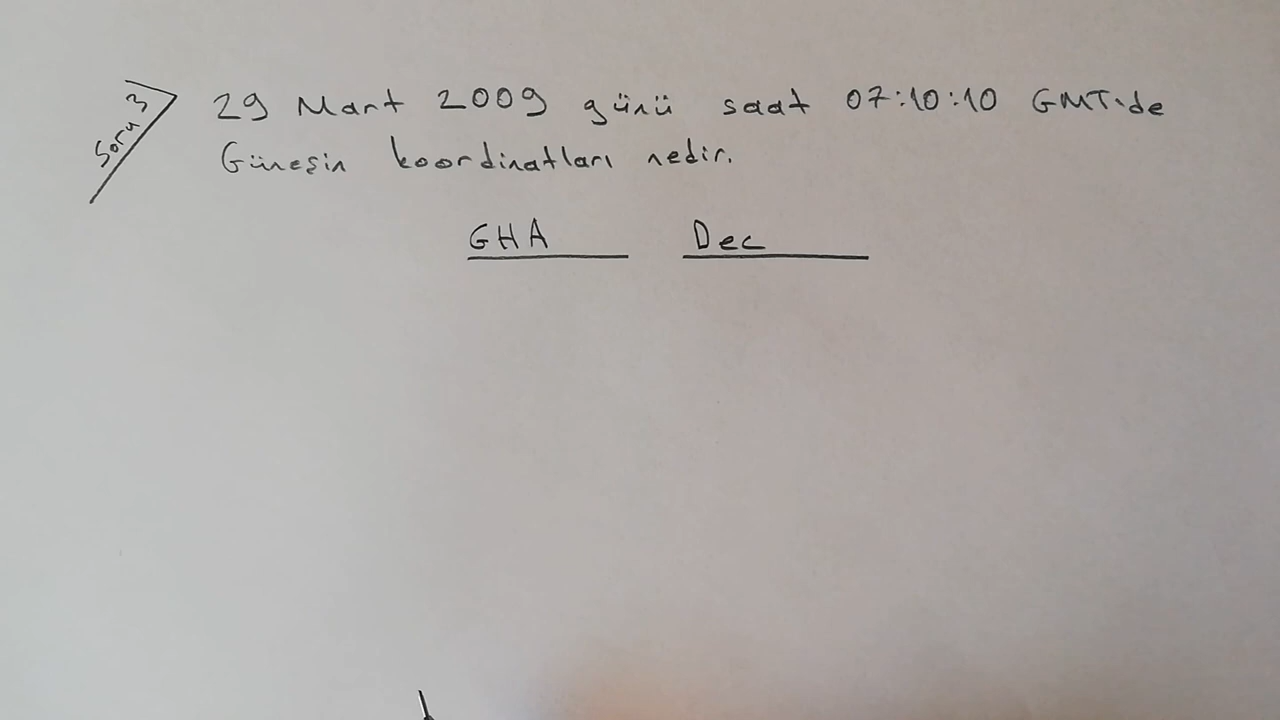 Soru 3
29 Mart 2009 günü saat 07:10:10 GMT'de
Güneşin koordinatları nedir.
GHA Dec